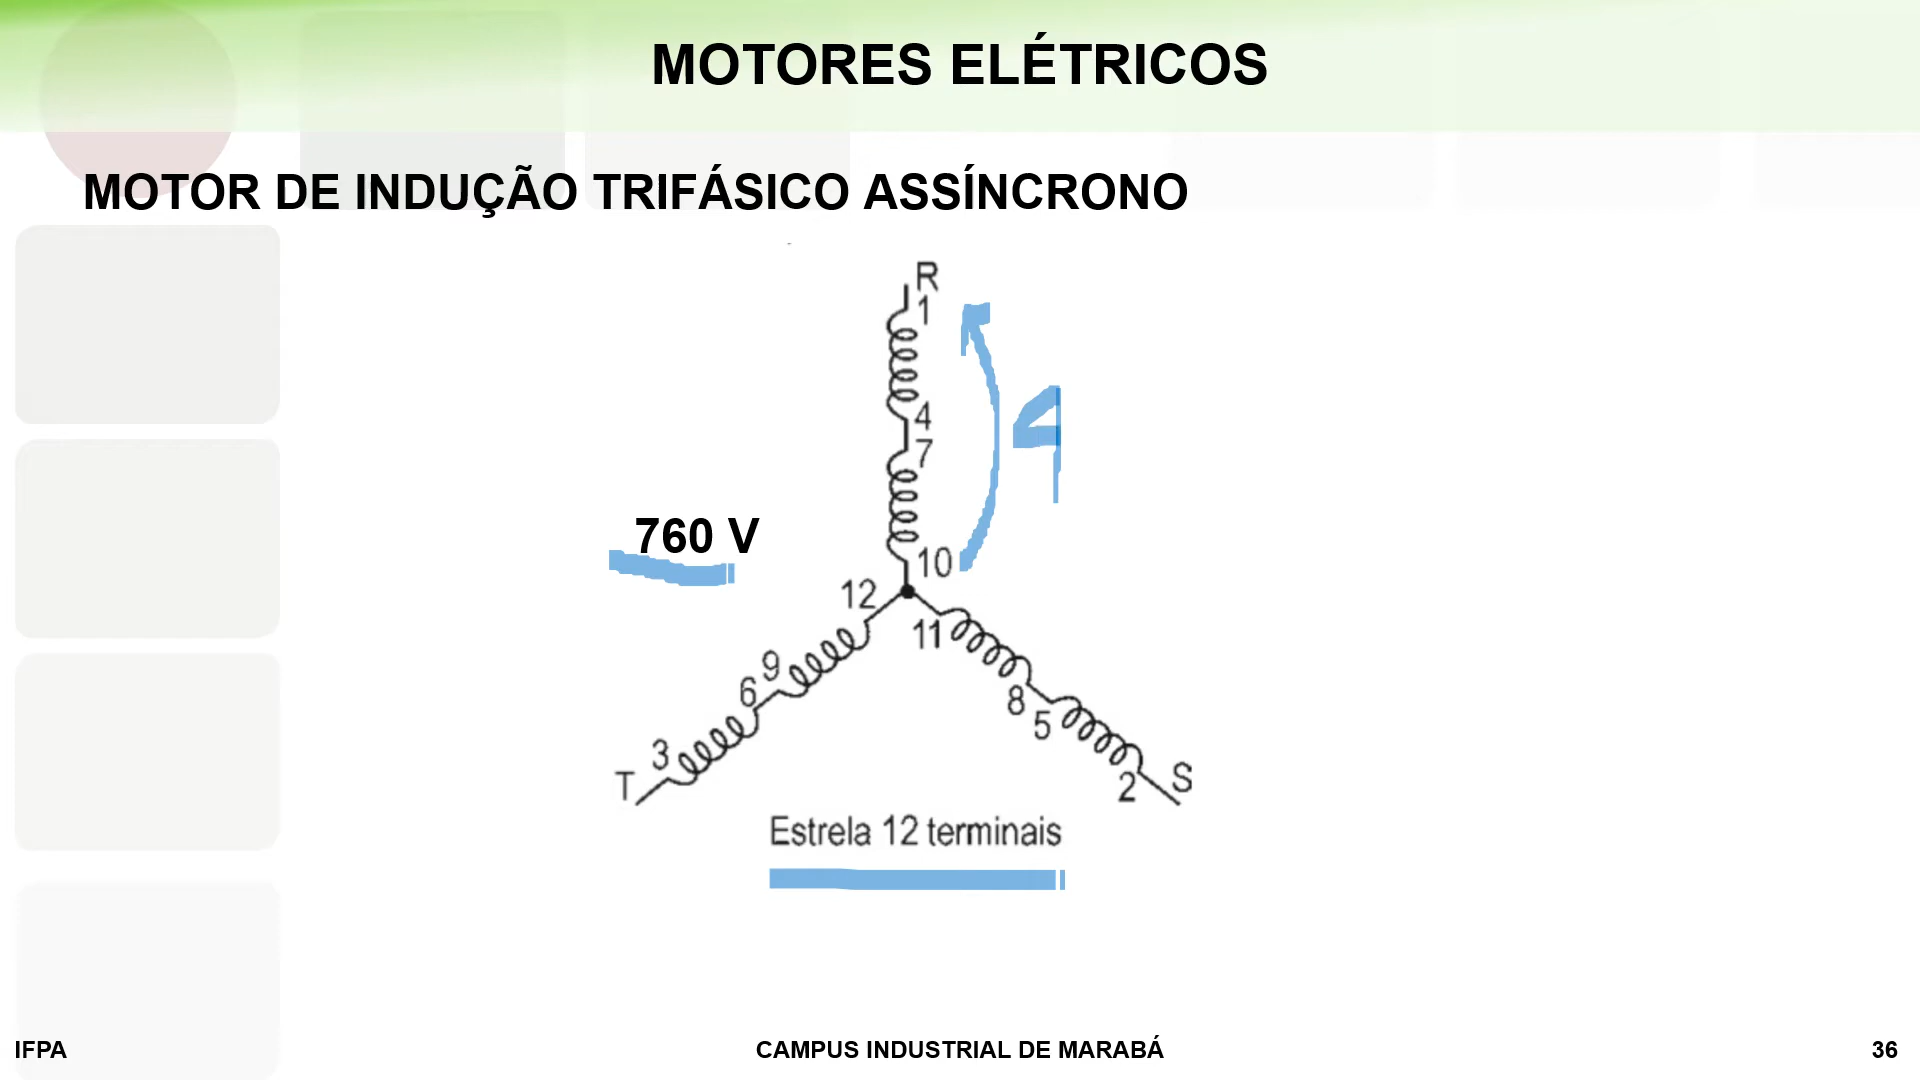 MOTORES ELÉTRICOS
MOTOR DE INDUÇÃO TRIFÁSICO ASSÍNCRONO
R
1
4
7
4
760 V
10
12
11
9
6
8
5
3
T
2
S
Estrela 12 terminais
IFPA
CAMPUS INDUSTRIAL DE MARABÁ
36